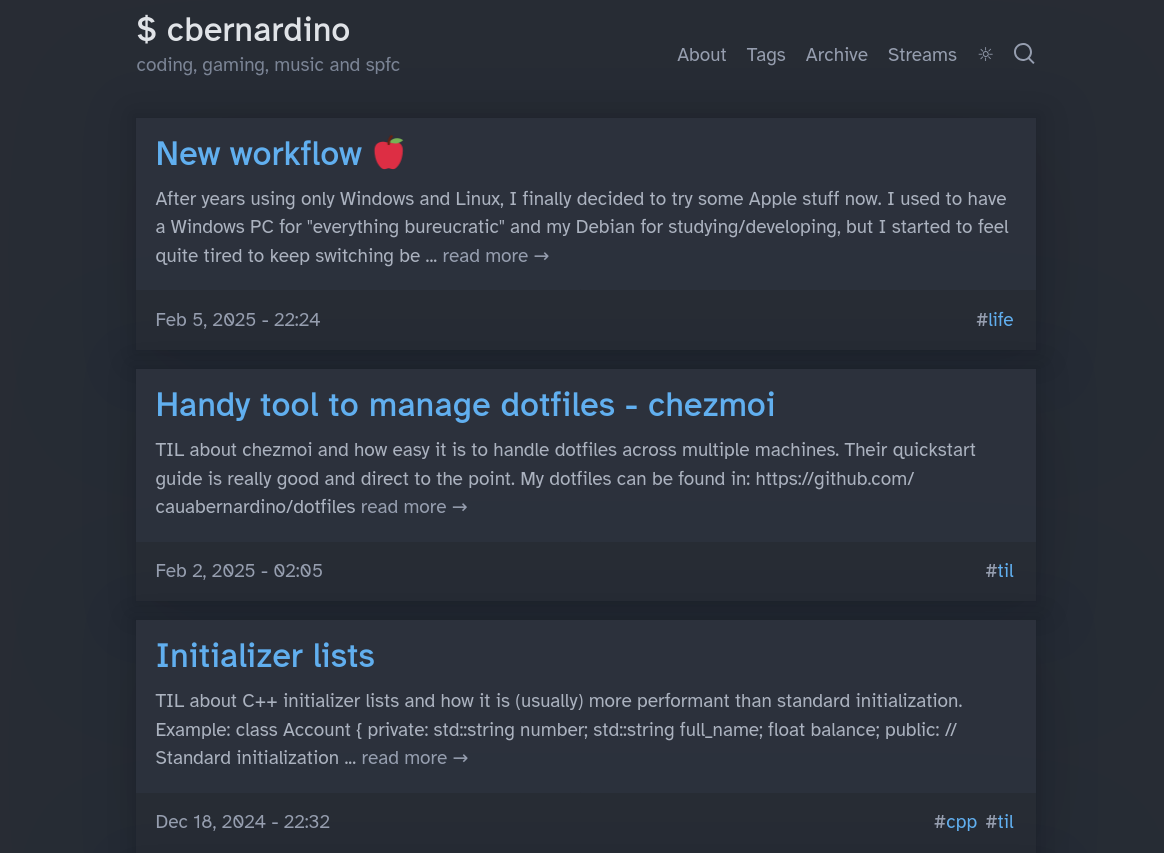 $ cbernardino
coding, gaming, music and spfc
About Tags Archive Streams
New workflow 🍎
After years using only Windows and Linux, I finally decided to try some Apple stuff now. I used to have
a Windows PC for "everything bureucratic" and my Debian for studying/developing, but I started to feel
quite tired to keep switching be ... read more →
Feb 5, 2025 - 22:24 #life
Handy tool to manage dotfiles - chezmoi
TIL about chezmoi and how easy it is to handle dotfiles across multiple machines. Their quickstart
guide is really good and direct to the point. My dotfiles can be found in: https://github.com/
cauabernardino/dotfiles read more →
Feb 2, 2025 - 02:05 #til
Initializer lists
TIL about C++ initializer lists and how it is (usually) more performant than standard initialization.
Example: class Account { private: std::string number; std::string full_name; float balance; public: //
Standard initialization ... read more →
Dec 18, 2024 - 22:32 #cpp #til